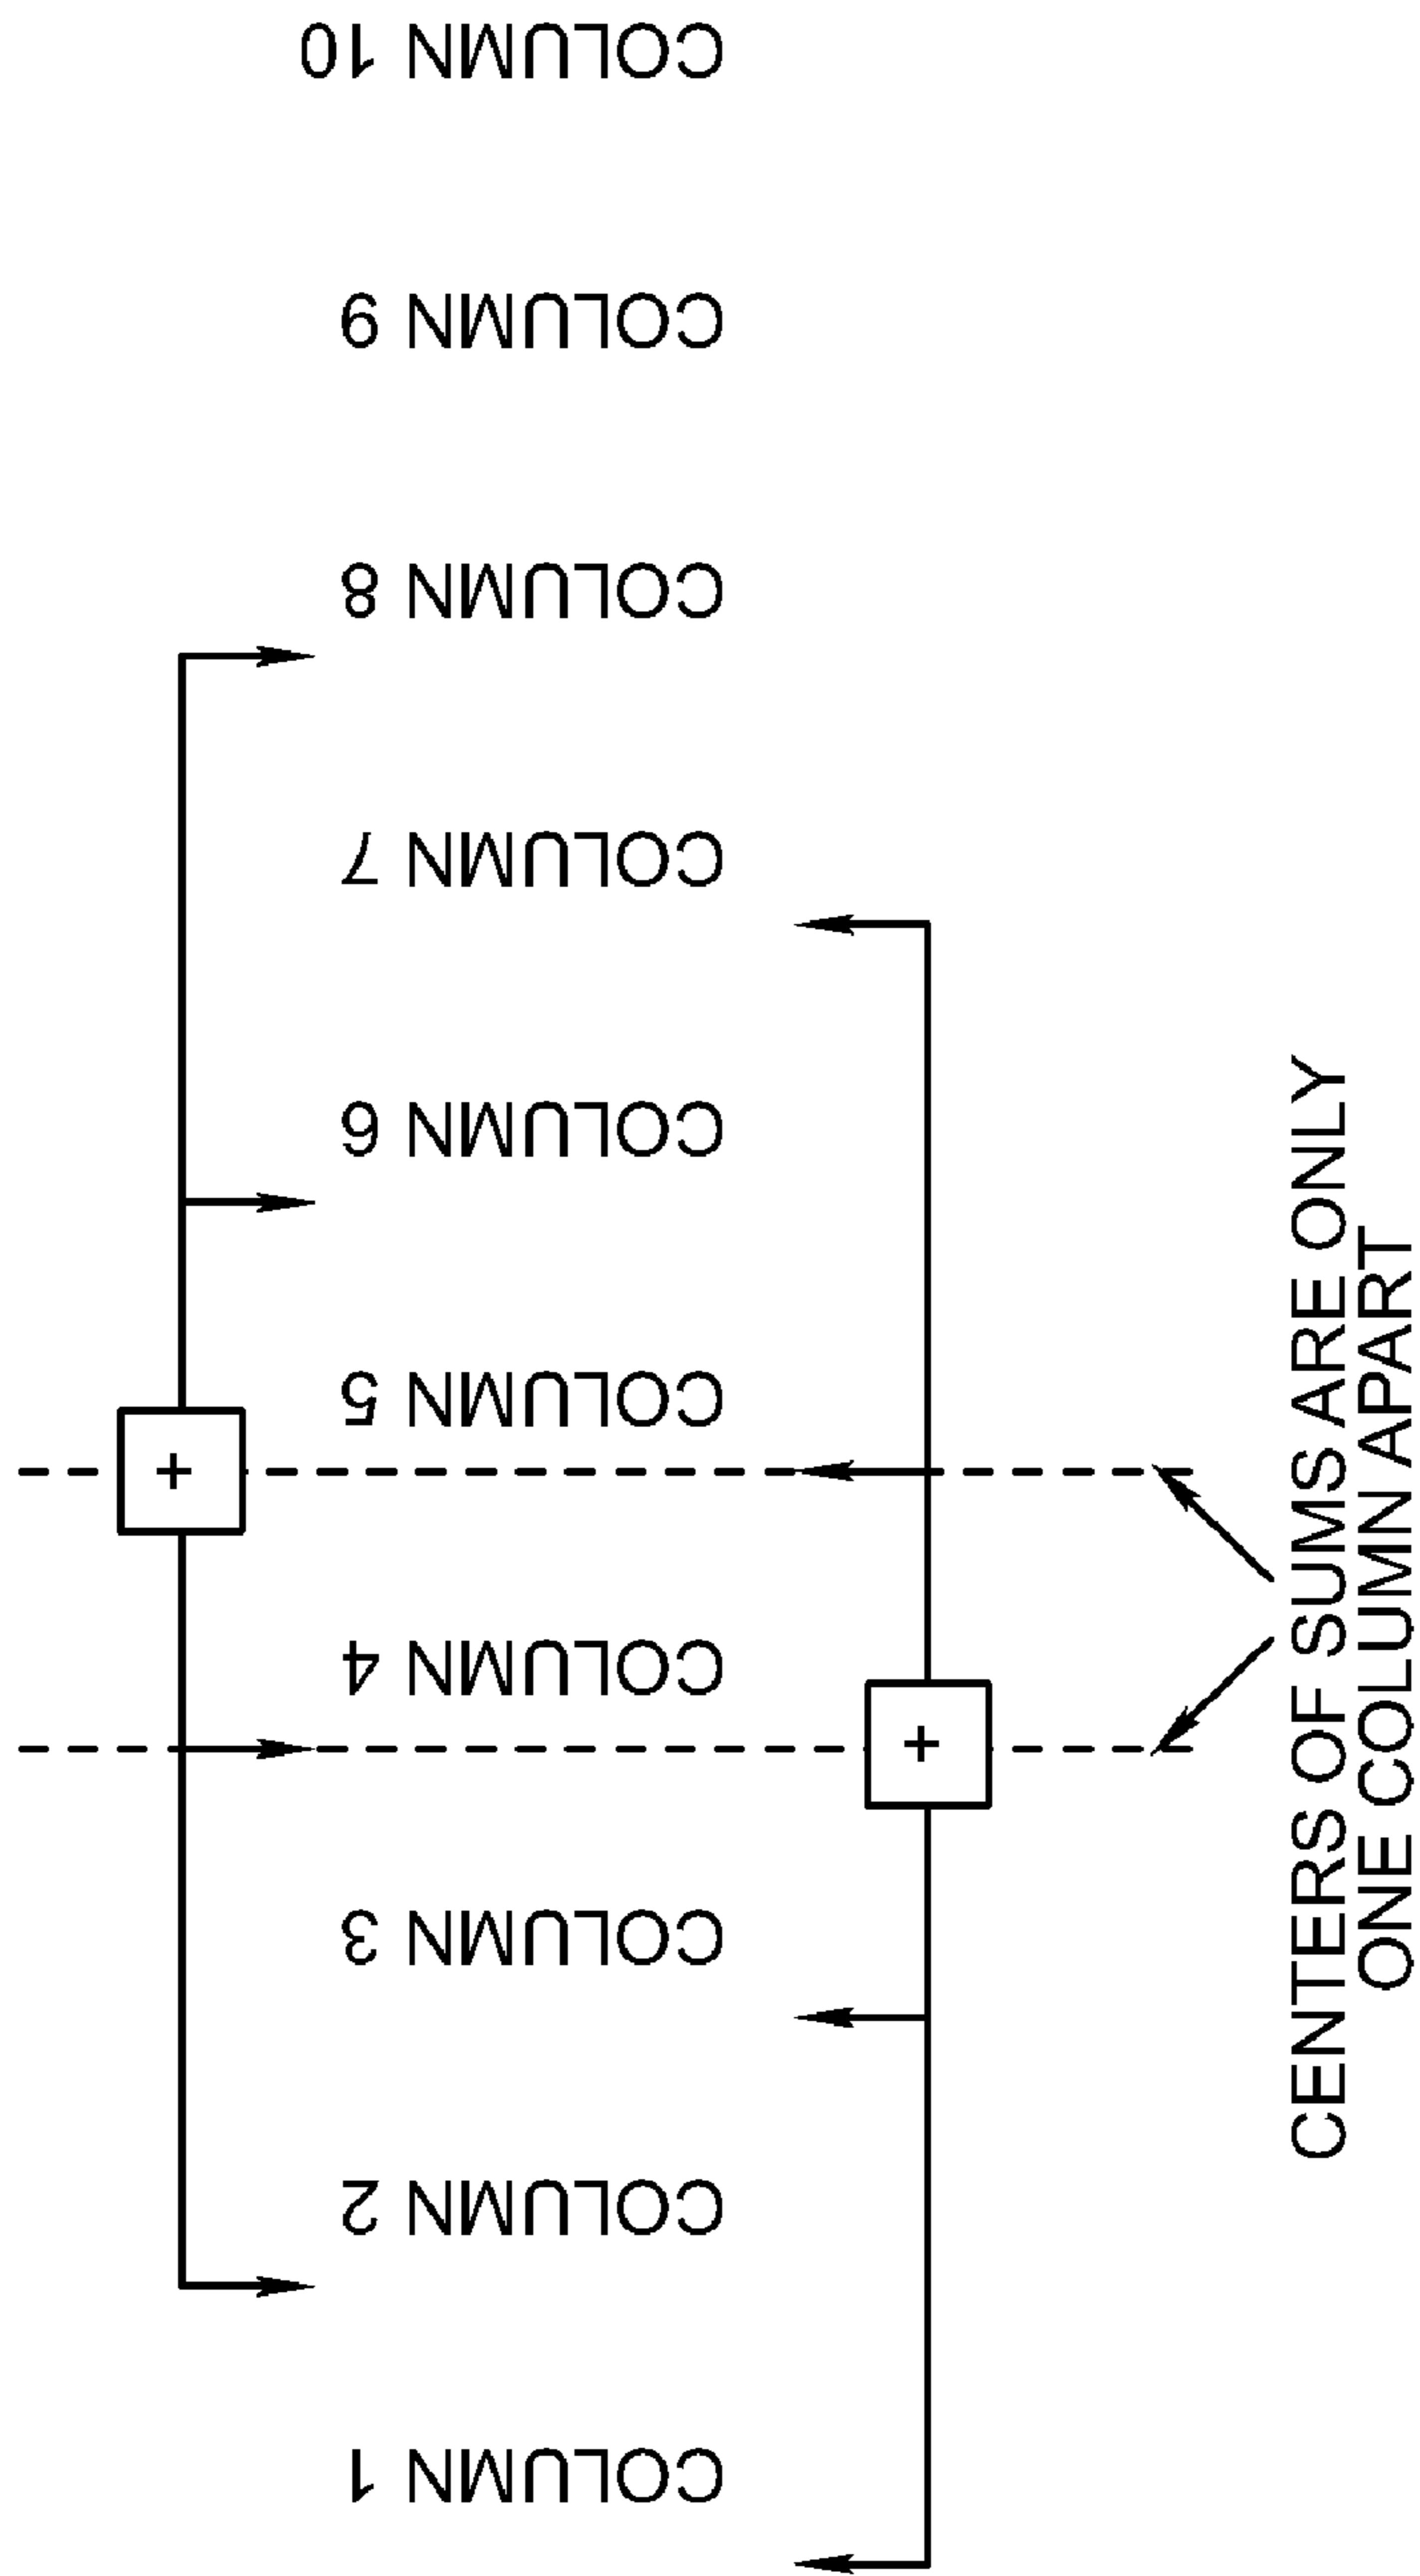 COLUMN 1
COLUMN 2
COLUMN 3
COLUMN 4
COLUMN 5
COLUMN 6
COLUMN 7
COLUMN 8
COLUMN 9
COLUMN 10
+
+
CENTERS OF SUMS ARE ONLY
ONE COLUMN APART